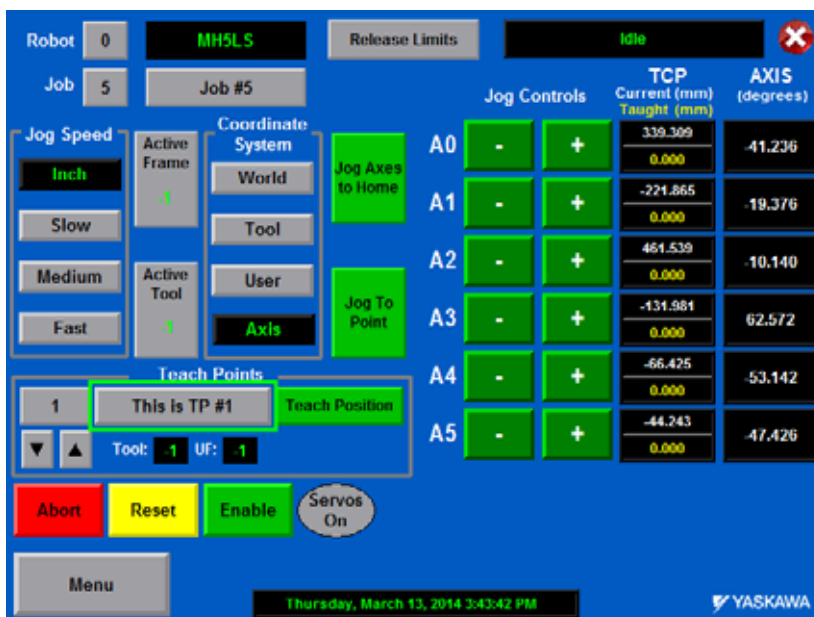 Robot 0 MH5LS Release Limits Idle
Job 5 Job #5
Jog Controls
TCP
Current (mm)
Taught (mm)
AXIS
(degrees)
Jog Speed
Inch
Slow
Medium
Fast
Active
Frame
-1
Active
Tool
-1
Coordinate
System
World
Tool
User
Axis
Jog Axes
to Home
Jog To
Point
A0 - + 339.309 -41.236
0.000
A1 - + -221.865 -19.376
0.000
A2 - + 461.539 -10.140
0.000
A3 - + -131.981 62.572
0.000
A4 - + -66.425 -53.142
0.000
A5 - + -44.243 -47.426
0.000
Teach Points
1 This is TP #1 Teach Position
Tool: -1 UF: -1
Abort Reset Enable
Servos
On
Menu
Thursday, March 13, 2014 3:43:42 PM
YASKAWA